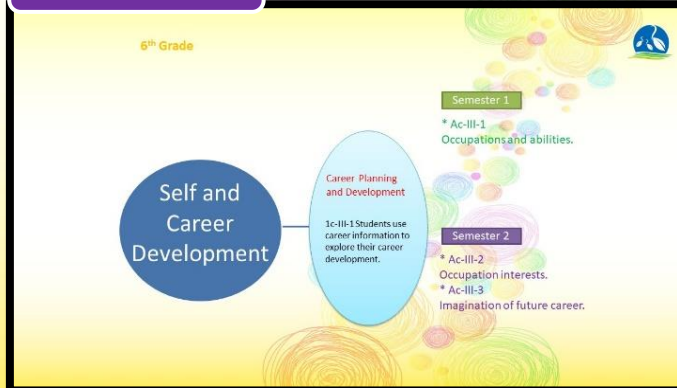 6th Grade
Self and
Career
Development
Career Planning
and Development
1c-III-1 Students use
career information to
explore their career
development.
Semester 1
* Ac-III-1
Occupations and abilities.
Semester 2
* Ac-III-2
Occupation interests.
* Ac-III-3
Imagination of future career.